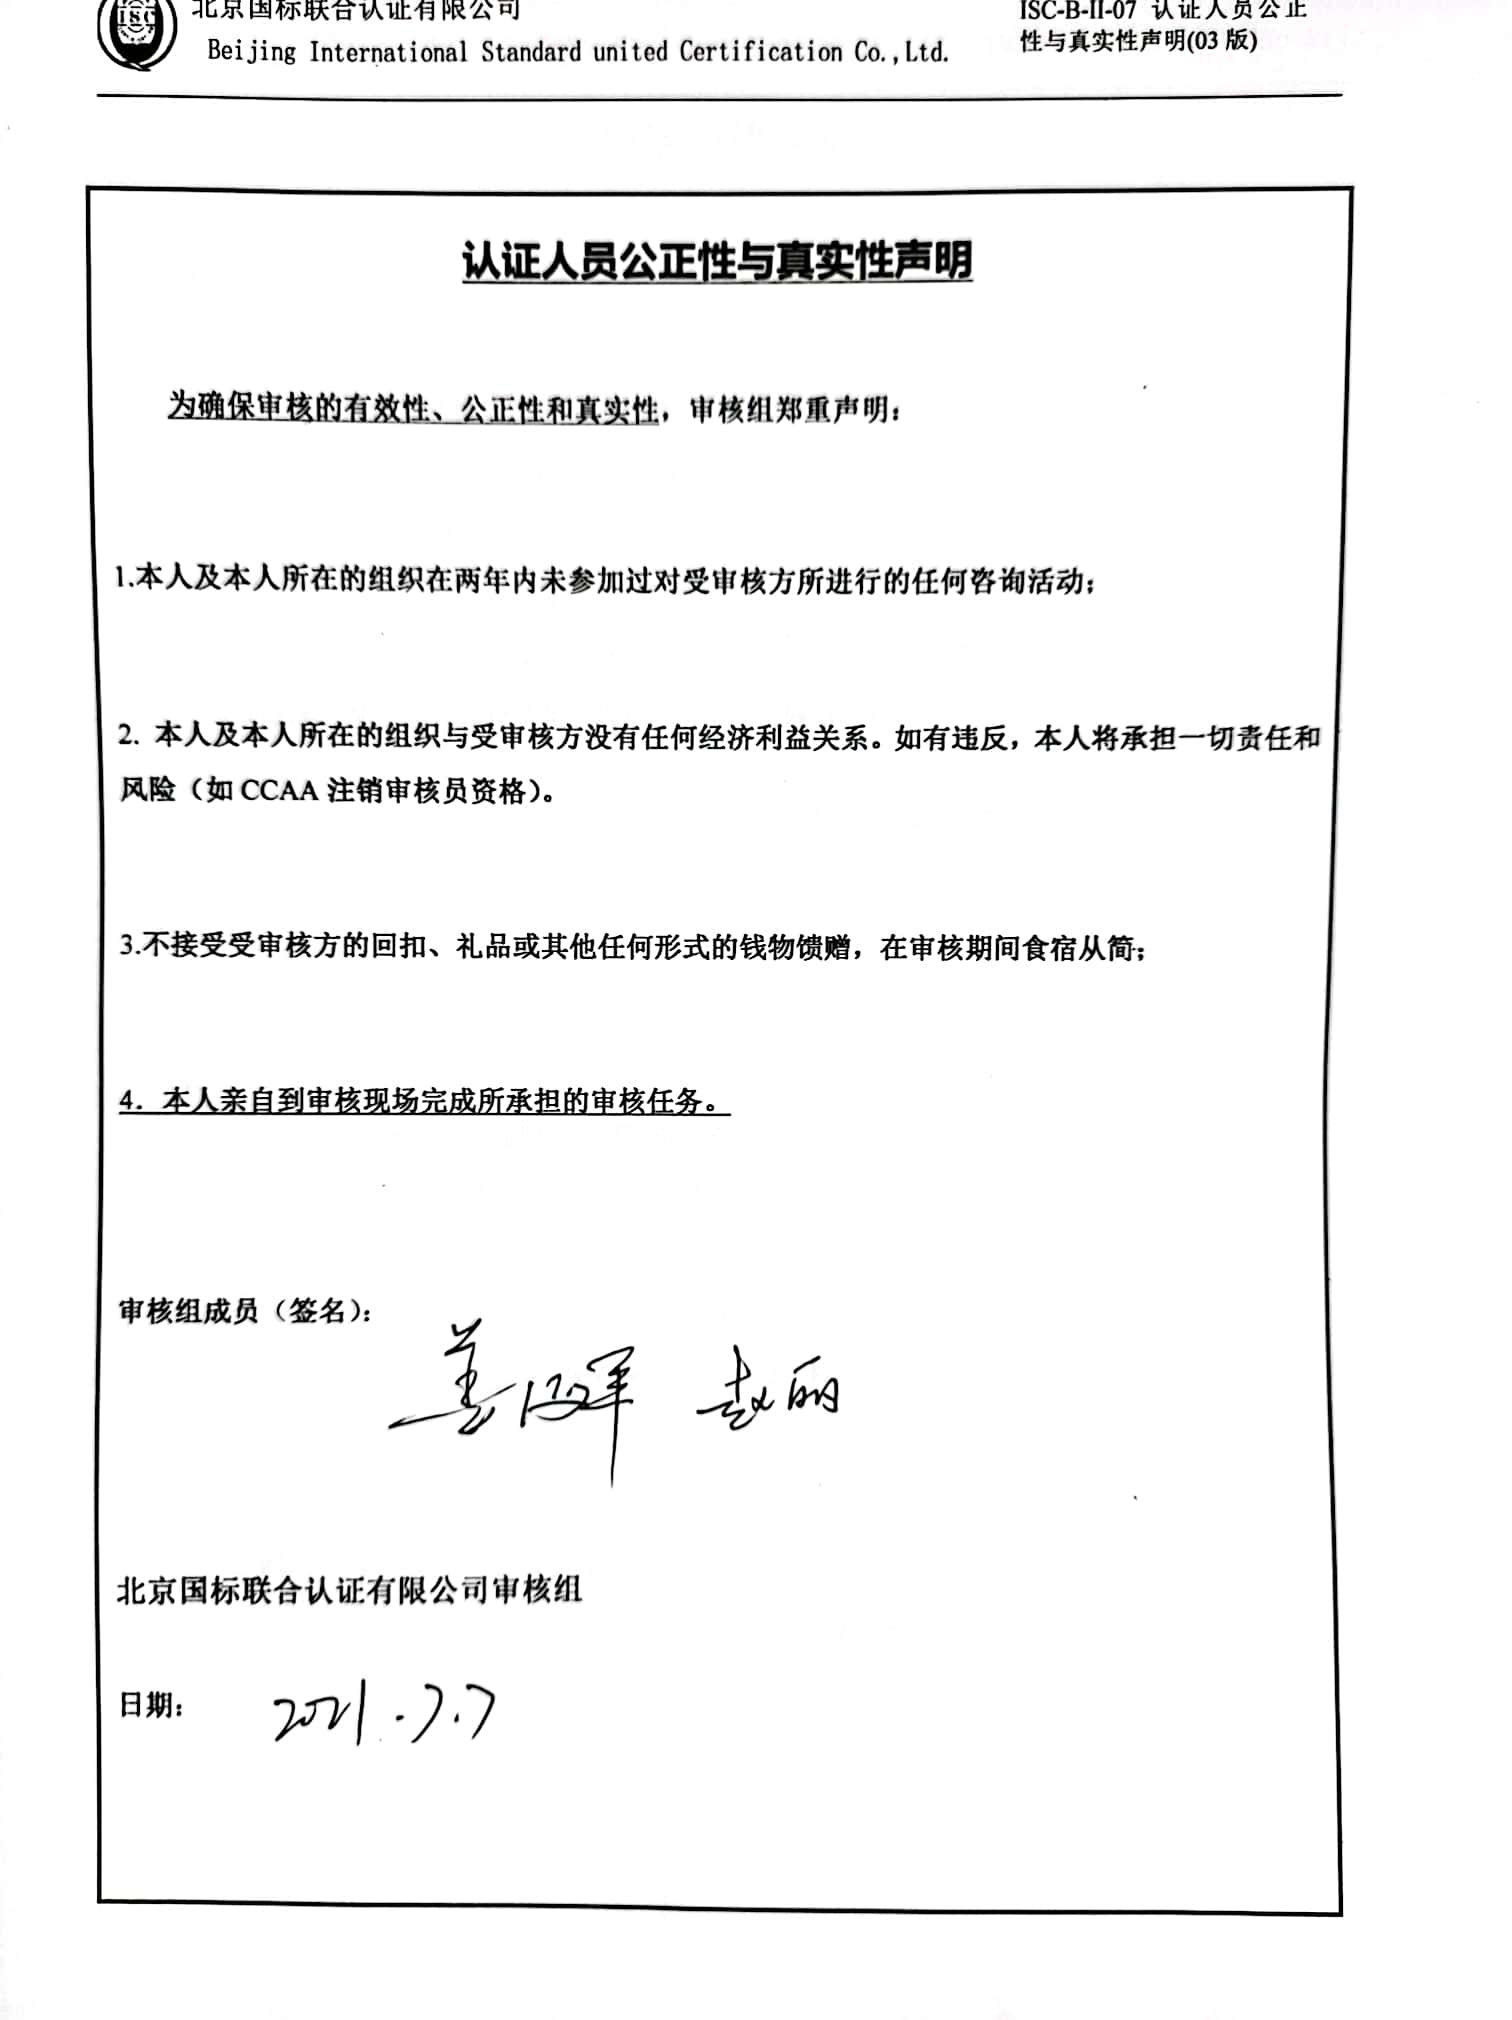 ISC
北京国标联合认证有限公司
Beijing International Standard united Certification Co.,Ltd.
ISC-B-II-07 认证人员公正
性与真实性声明(03 版)
认证人员公正性与真实性声明
为确保审核的有效性、公正性和真实性，审核组郑重声明：
1.本人及本人所在的组织在两年内未参加过对受审核方所进行的任何咨询活动；
2. 本人及本人所在的组织与受审核方没有任何经济利益关系。如有违反，本人将承担一切责任和
风险（如 CCAA 注销审核员资格）。
3.不接受受审核方的回扣、礼品或其他任何形式的钱物馈赠，在审核期间食宿从简；
4. 本人亲自到审核现场完成所承担的审核任务。
审核组成员（签名）：
姜 军 赵丽
北京国标联合认证有限公司审核组
日期： 2021.7.7